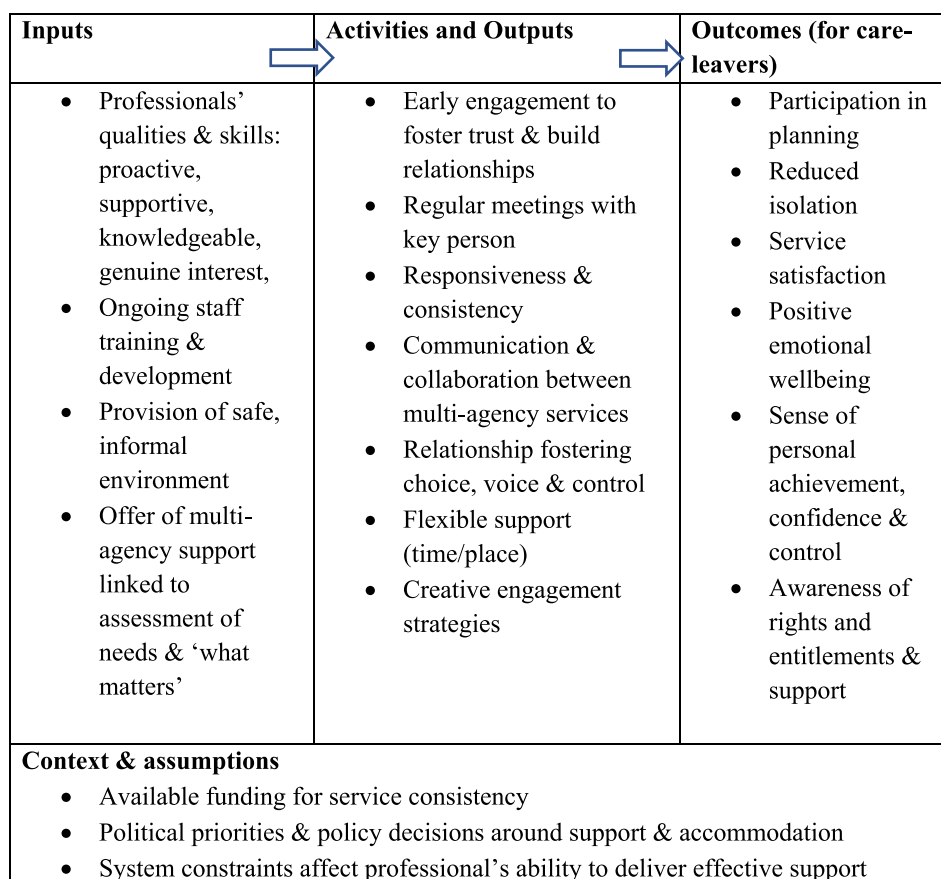 Inputs
Activities and Outputs
Outcomes (for care-
leavers)
• Professionals’
qualities & skills:
proactive,
supportive,
knowledgeable,
genuine interest,
• Ongoing staff
training &
development
• Provision of safe,
informal
environment
• Offer of multi-
agency support
linked to
assessment of
needs & ‘what
matters’
• Early engagement to
foster trust & build
relationships
• Regular meetings with
key person
• Responsiveness &
consistency
• Communication &
collaboration between
multi-agency services
• Relationship fostering
choice, voice & control
• Flexible support
(time/place)
• Creative engagement
strategies
• Participation in
planning
• Reduced
isolation
• Service
satisfaction
• Positive
emotional
wellbeing
• Sense of
personal
achievement,
confidence &
control
• Awareness of
rights and
entitlements &
support
Context & assumptions
• Available funding for service consistency
• Political priorities & policy decisions around support & accommodation
• System constraints affect professional’s ability to deliver effective support